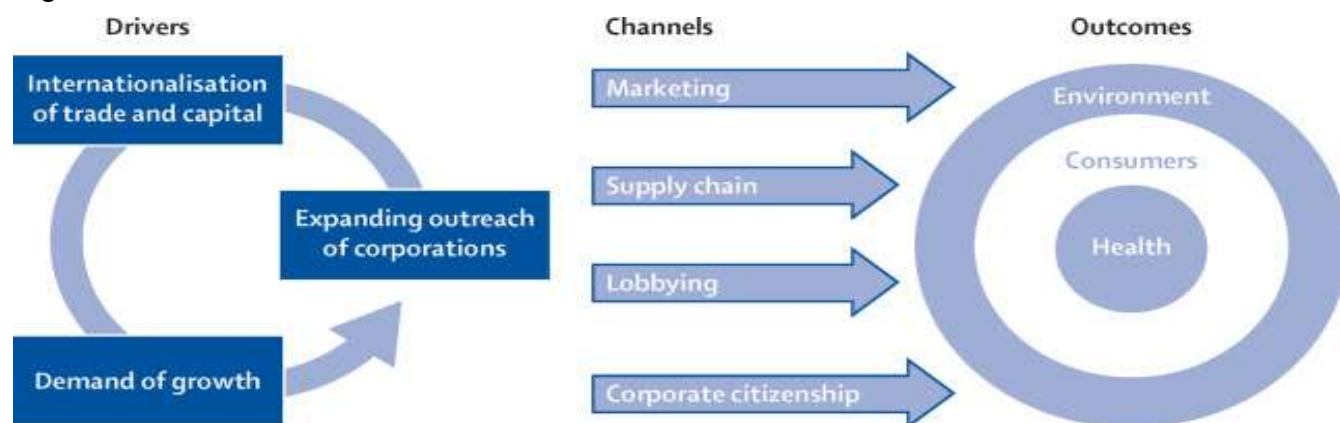 Drivers
Channels
Outcomes
Internationalisation
of trade and capital
Expanding outreach
of corporations
Demand of growth
Marketing
Supply chain
Lobbying
Corporate citizenship
Environment
Consumers
Health